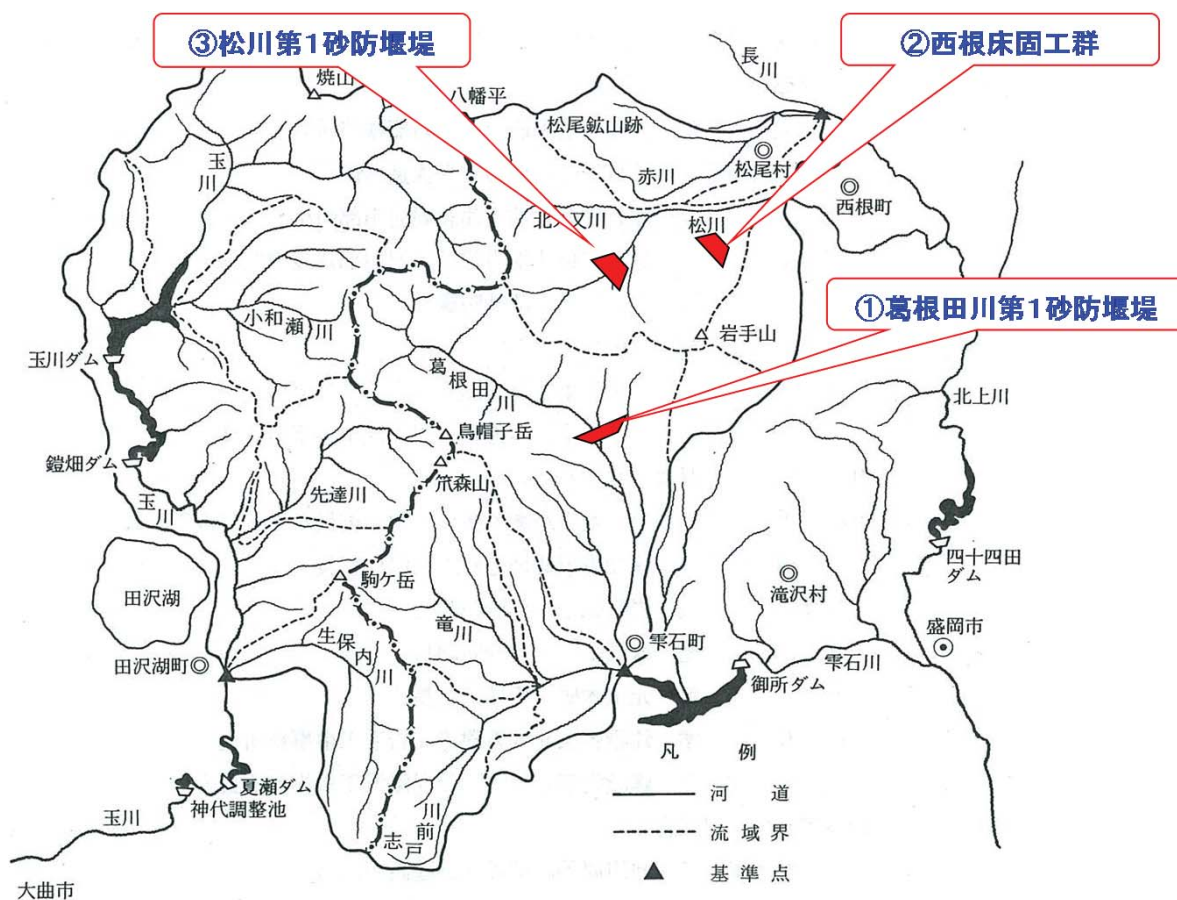 ③松川第1砂防堰堤
②西根床固工群
焼山
八幡平
長川
松尾鉱山跡
松尾村
赤川
玉川
西根町
松川
①葛根田川第1砂防堰堤
小和瀬川
岩手山
玉川ダム
葛根田川
北上川
烏帽子岳
鎧畑ダム
笊森山
先達川
玉川
四十四田
ダム
駒ケ岳
滝沢村
田沢湖
竜川
生保内川
雫石町
盛岡市
田沢湖町
雫石川
御所ダム
凡例
河道
夏瀬ダム
神代調整池
玉川
流域界
志戸前川
基準点
大曲市